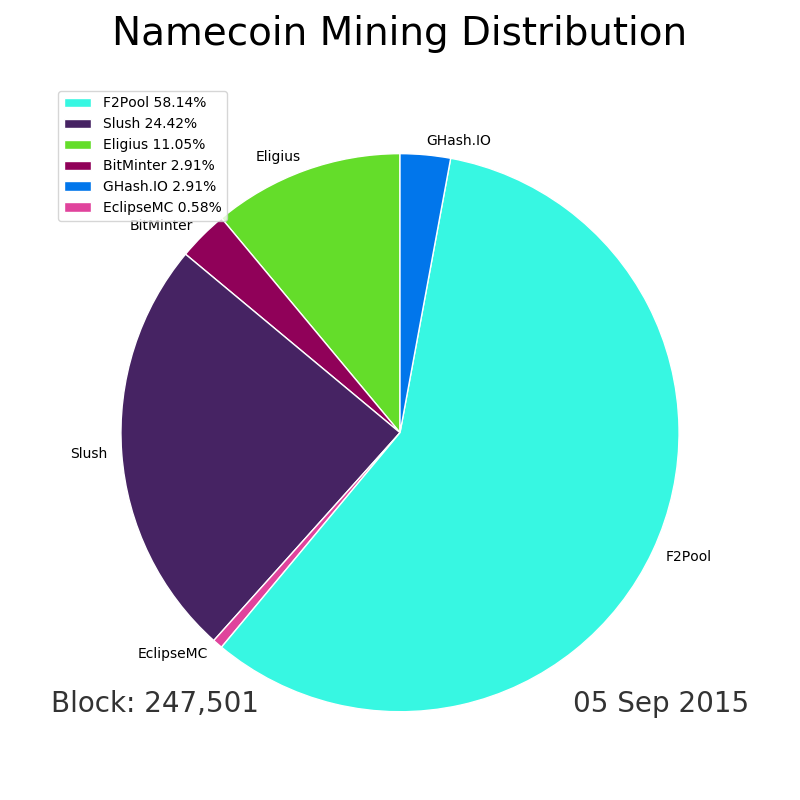 Namecoin Mining Distribution
F2Pool 58.14%
Slush 24.42%
Eligius 11.05%
BitMinter 2.91%
GHash.IO 2.91%
EclipseMC 0.58%
GHash.IO
Eligius
BitMinter
Slush
F2Pool
EclipseMC
Block: 247,501
05 Sep 2015